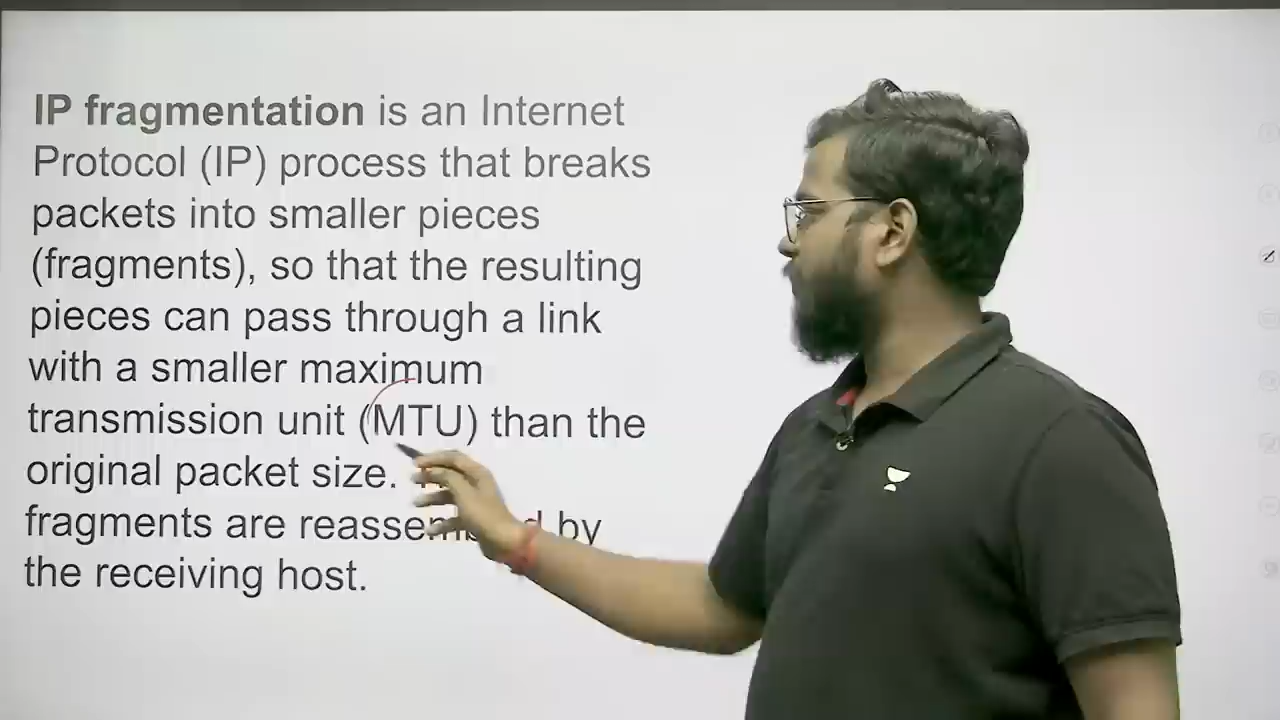 IP fragmentation is an Internet
Protocol (IP) process that breaks
packets into smaller pieces
(fragments), so that the resulting
pieces can pass through a link
with a smaller maximum
transmission unit (MTU) than the
original packet size.
fragments are by
the receiving host.